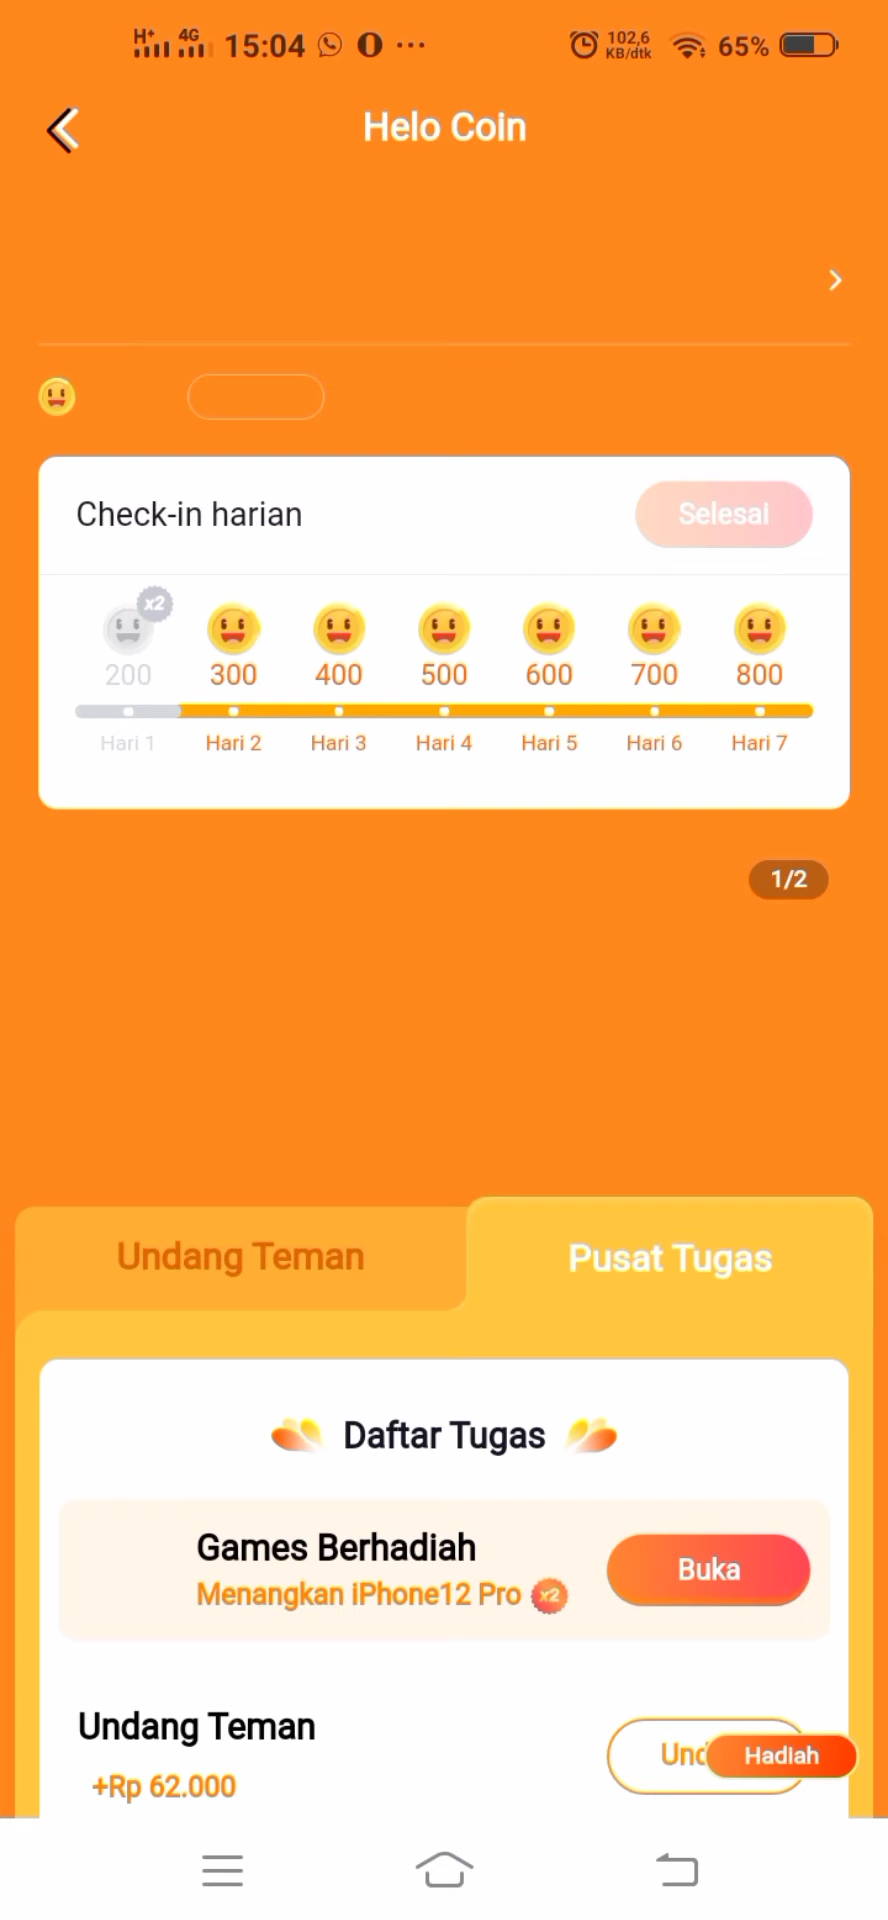 H+ 4G 15:04 ... 102,6 KB/dtk 65%
Helo Coin
Check-in harian Selesai
x2
200 300 400 500 600 700 800
Hari 1 Hari 2 Hari 3 Hari 4 Hari 5 Hari 6 Hari 7
1/2
Undang Teman Pusat Tugas
Daftar Tugas
Games Berhadiah
Menangkan iPhone12 Pro x2
Buka
Undang Teman
+Rp 62.000
Und
Hadiah